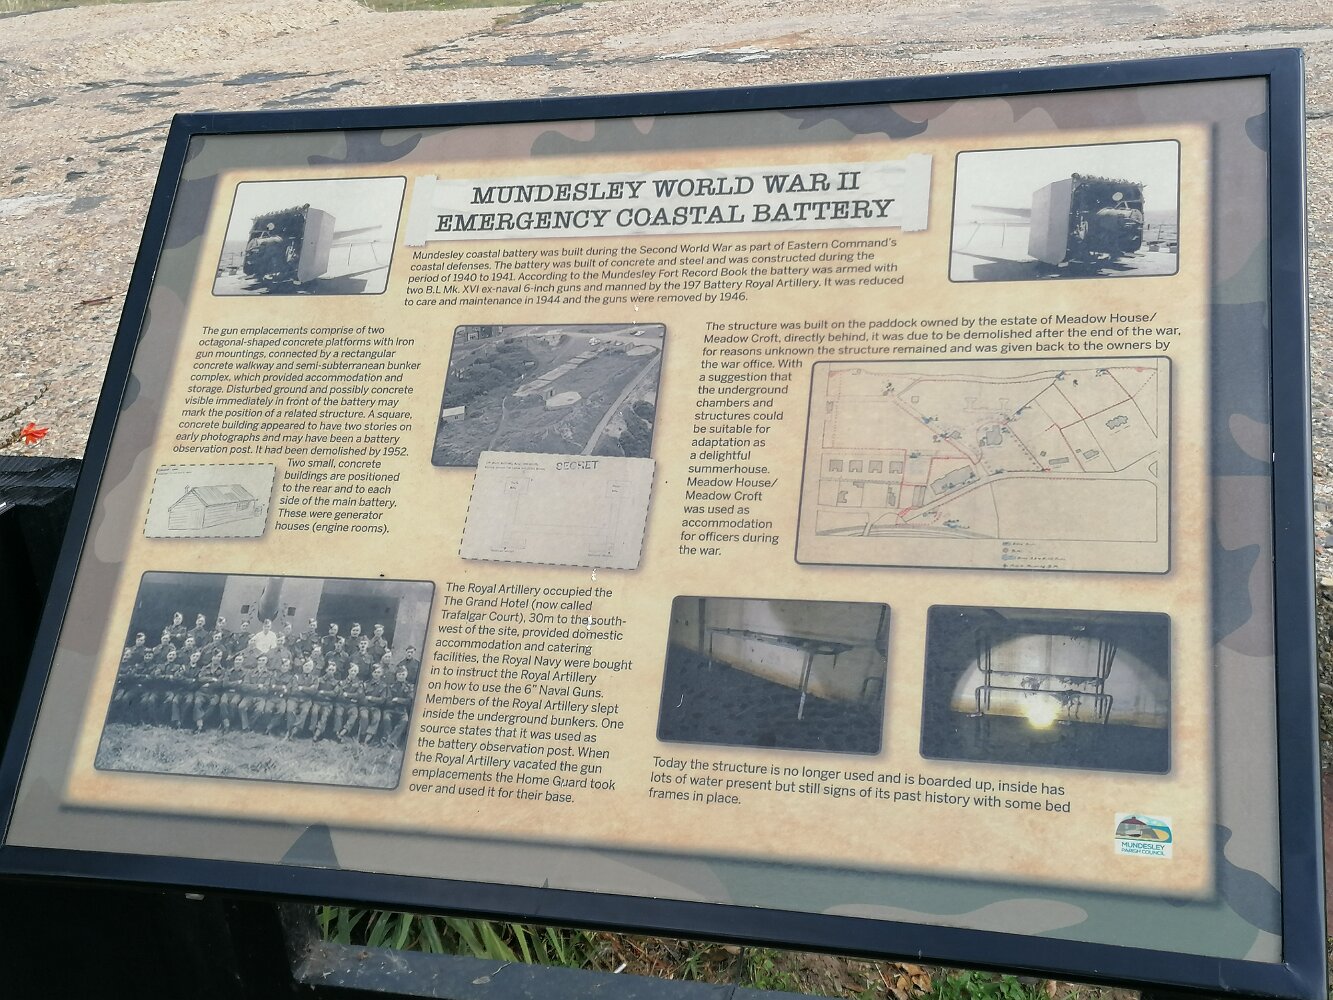 MUNDESLEY WORLD WAR II
EMERGENCY COASTAL BATTERY
Mundesley coastal battery was built during the Second World War as part of Eastern Command's
coastal defenses. The battery was built of concrete and steel and was constructed during the
period of 1940 to 1941. According to the Mundesley Fort Record Book the battery was armed with
two B.L Mk. XVI ex-naval 6-inch guns and manned by the 197 Battery Royal Artillery. It was reduced
to care and maintenance in 1944 and the guns were removed by 1946.
The gun emplacements comprise of two
octagonal-shaped concrete platforms with iron
gun mountings, connected by a rectangular
concrete walkway and semi-subterranean bunker
complex, which provided accommodation and
storage. Disturbed ground and possibly concrete
visible immediately in front of the battery may
mark the position of a related structure. A square,
concrete building appeared to have two stories on
early photographs and may have been a battery
observation post. It had been demolished by 1952.
Two small, concrete
buildings are positioned
to the rear and to each
side of the main battery.
These were generator
houses (engine rooms).
SECRET
The structure was built on the paddock owned by the estate of Meadow House/
Meadow Croft, directly behind, it was due to be demolished after the end of the war,
for reasons unknown the structure remained and was given back to the owners by
the war office. With
a suggestion that
the underground
chambers and
structures could
be suitable for
adaptation as
a delightful
summerhouse.
Meadow House/
Meadow Croft
was used as
accommodation
for officers during
the war.
The Royal Artillery occupied the
The Grand Hotel (now called
Trafalgar Court), 30m to the south-
west of the site, provided domestic
accommodation and catering
facilities, the Royal Navy were bought
in to instruct the Royal Artillery
on how to use the 6" Naval Guns.
Members of the Royal Artillery slept
inside the underground bunkers. One
source states that it was used as
the battery observation post. When
the Royal Artillery vacated the gun
emplacements the Home Guard took
over and used it for their base.
Today the structure is no longer used and is boarded up, inside has
lots of water present but still signs of its past history with some bed
frames in place.
MUNDESLEY
PARISH COUNCIL